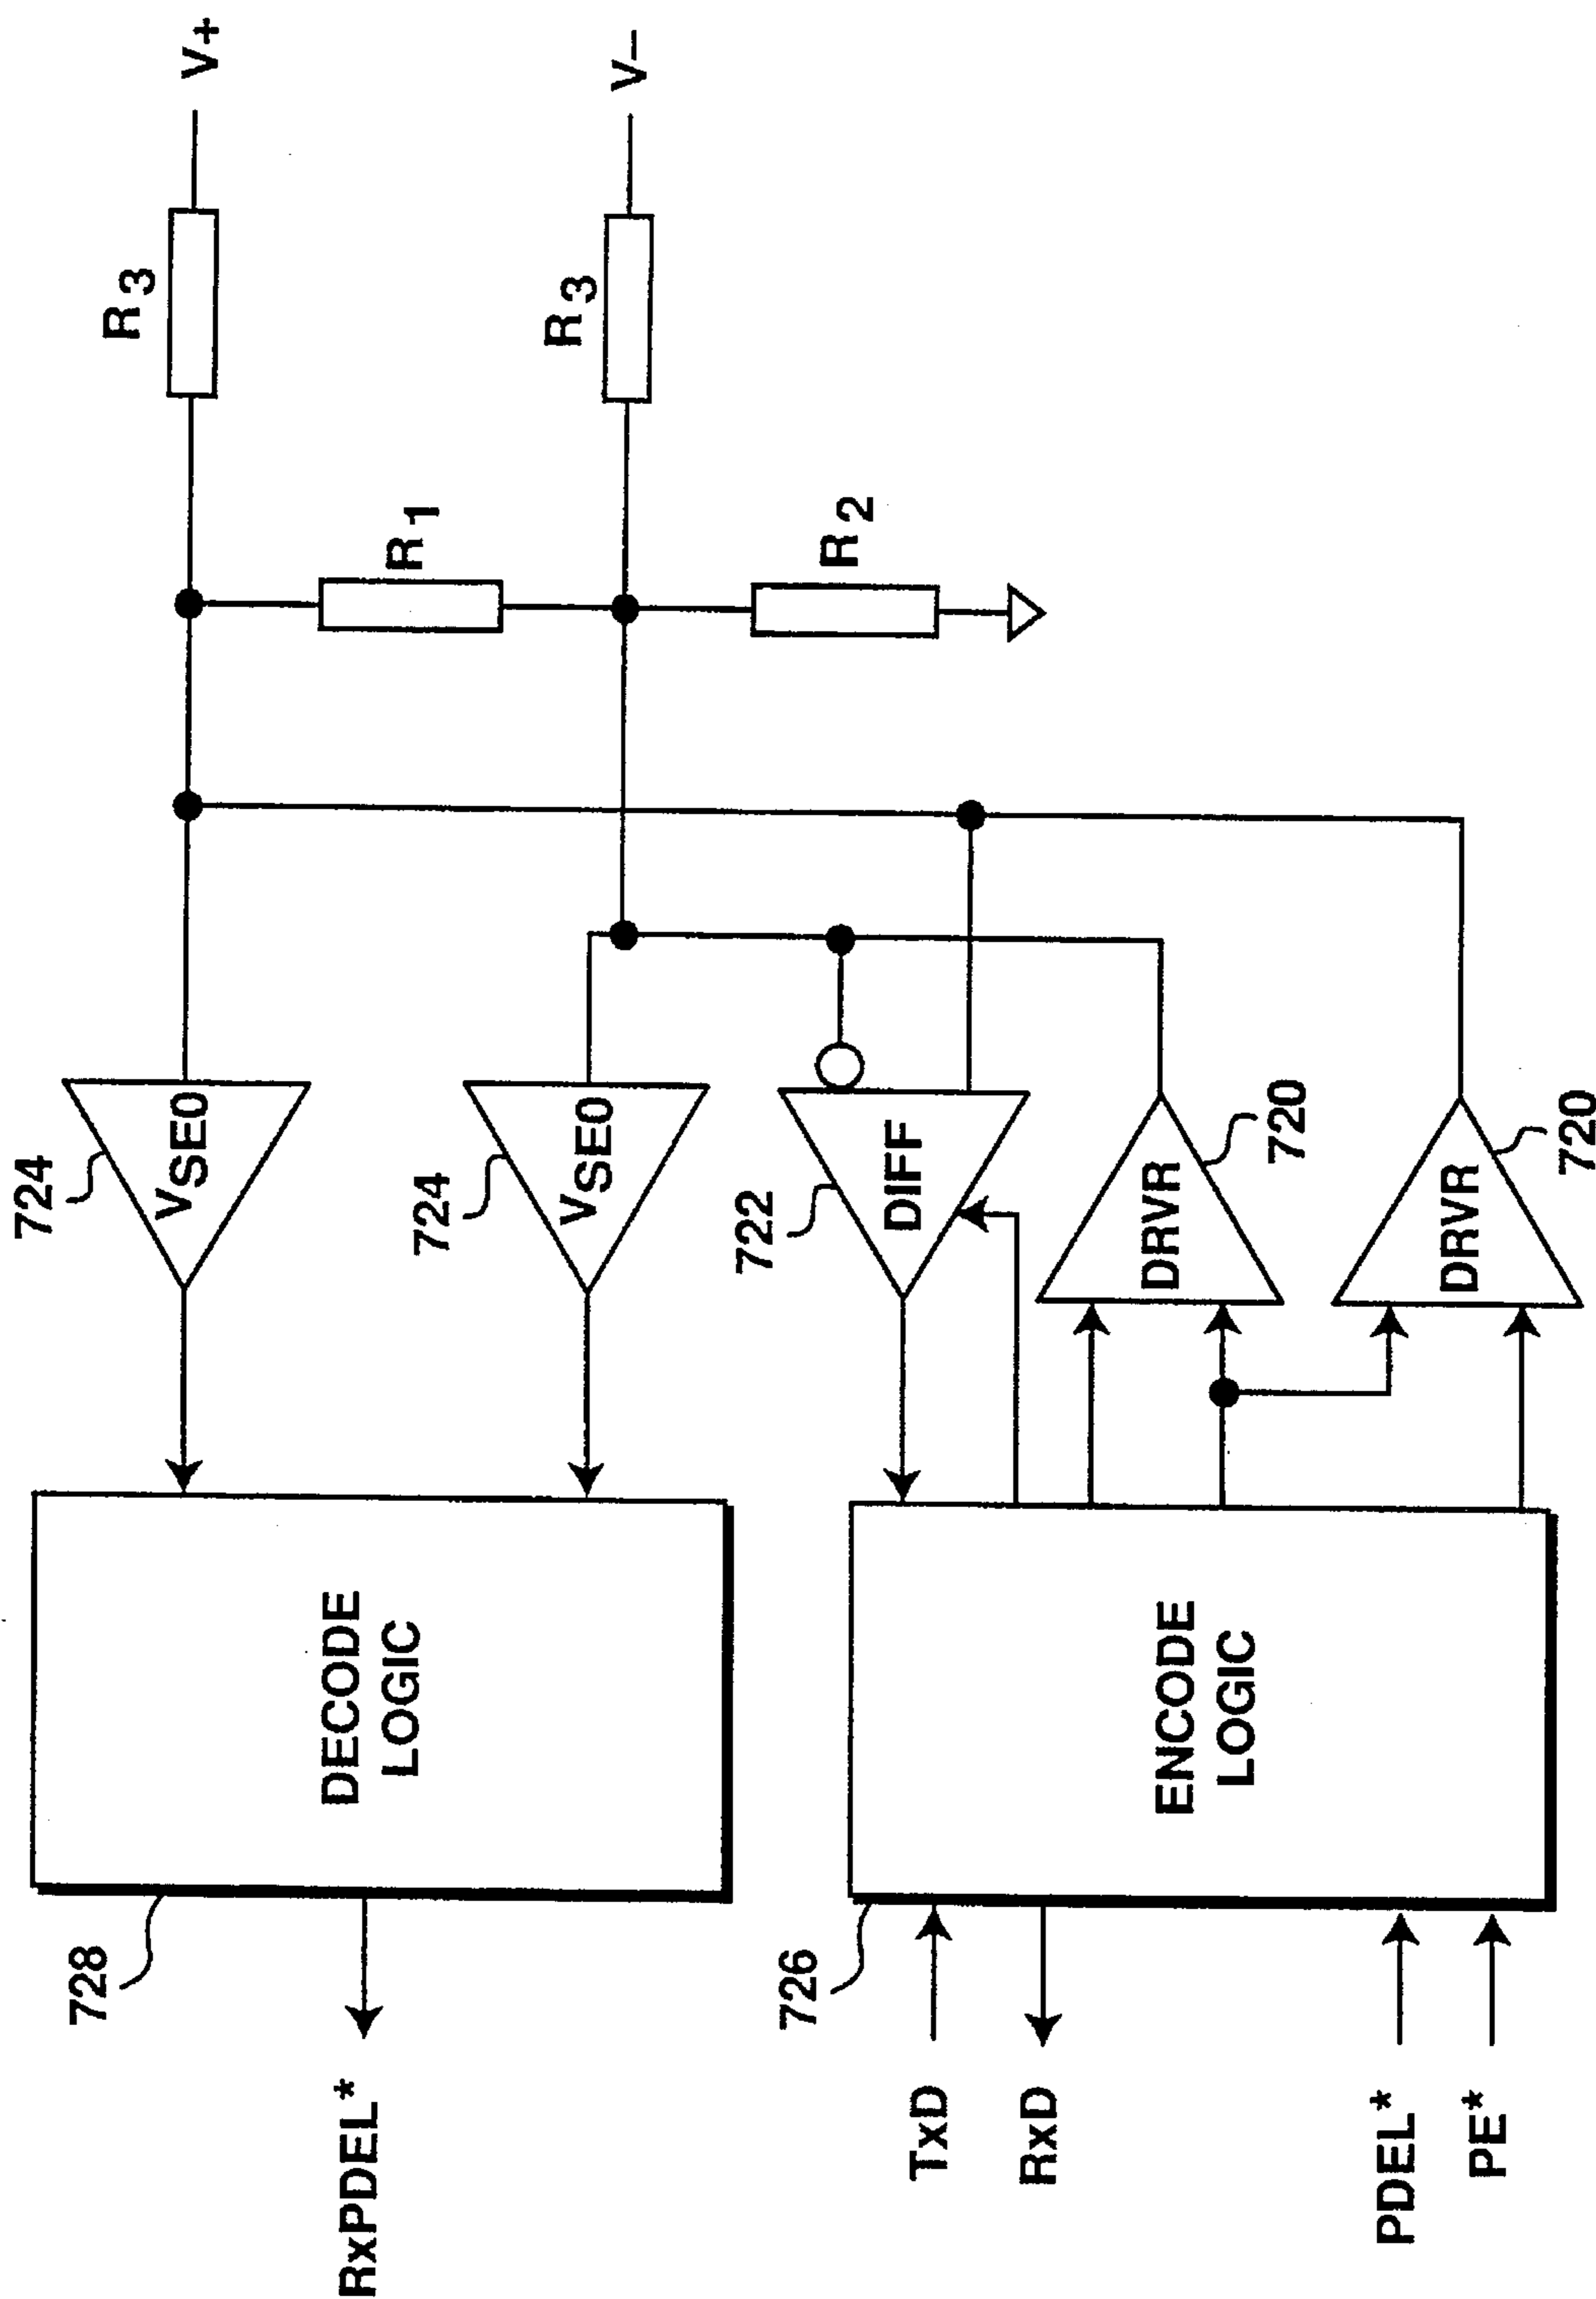 V+
V−
R3
R3
R1
R2
724
VSE0
724
VSE0
722
DIFF
DRVR
720
DRVR
720
DECODE
LOGIC
ENCODE
LOGIC
728
726
RxPDEL*
TxD
RxD
PDEL*
PE*